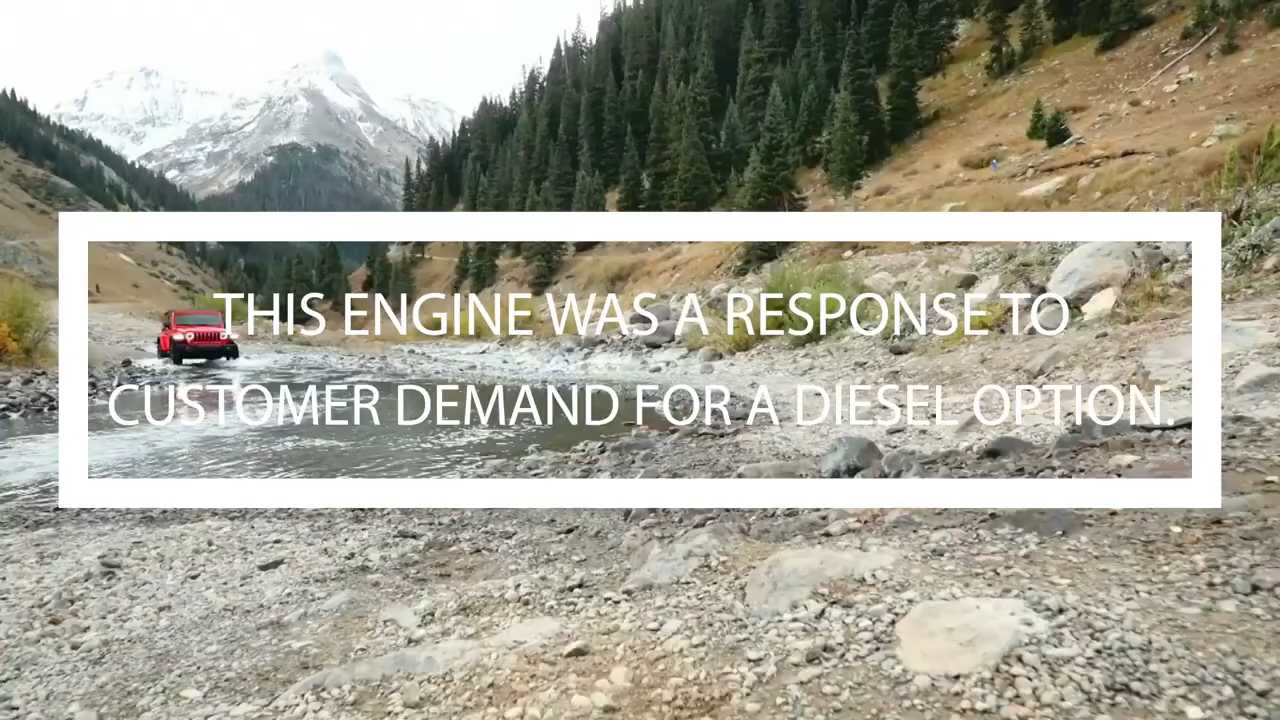 THIS ENGINE WAS A RESPONSE TO
CUSTOMER DEMAND FOR A DIESEL OPTION.